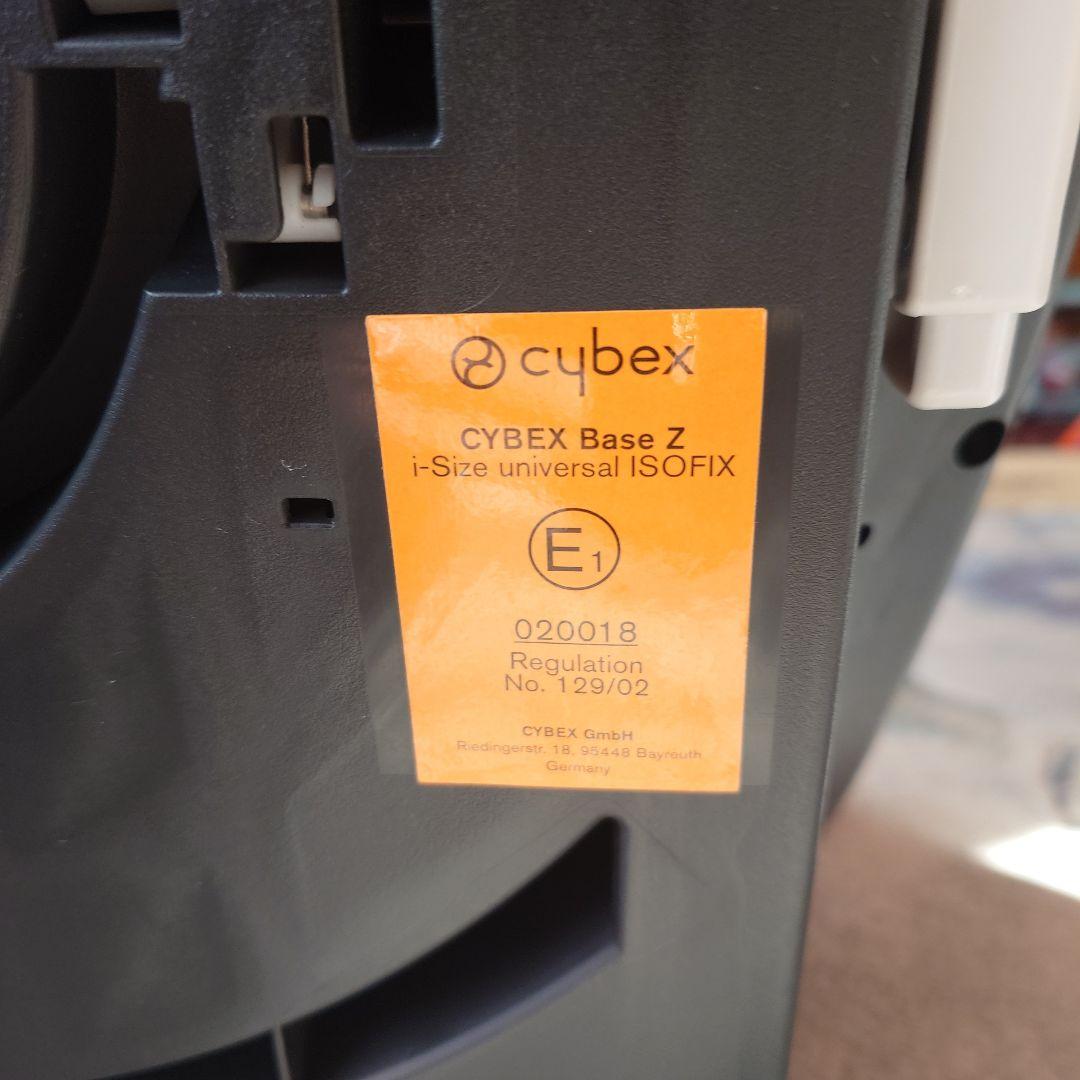 cybex
CYBEX Base Z
i-Size universal ISOFIX
E1
020018
Regulation
No. 129/02
CYBEX GmbH
Riedingerstr. 18, 95448 Bayreuth
Germany